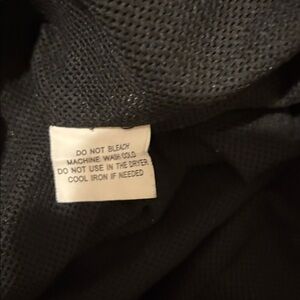 DO NOT BLEACH
MACHINE WASH COLD
DO NOT USE IN THE DRYER
COOL IRON IF NEEDED